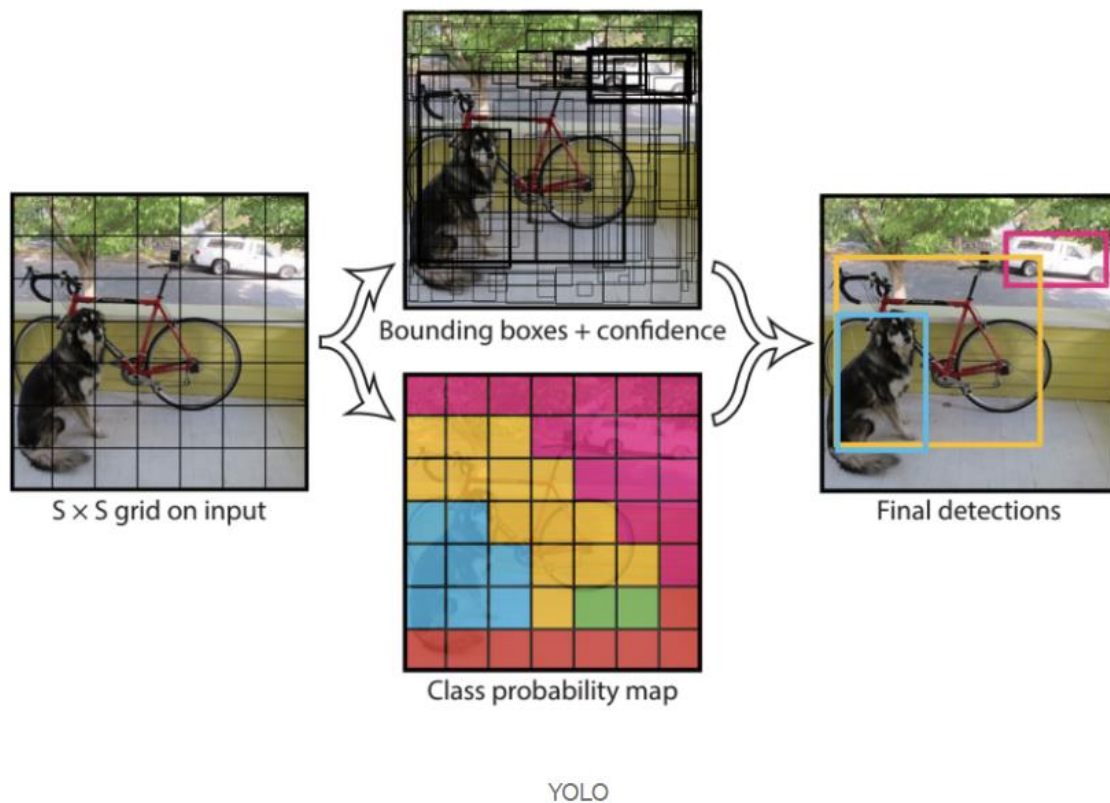 Bounding boxes + confidence
S × S grid on input
Final detections
Class probability map
YOLO